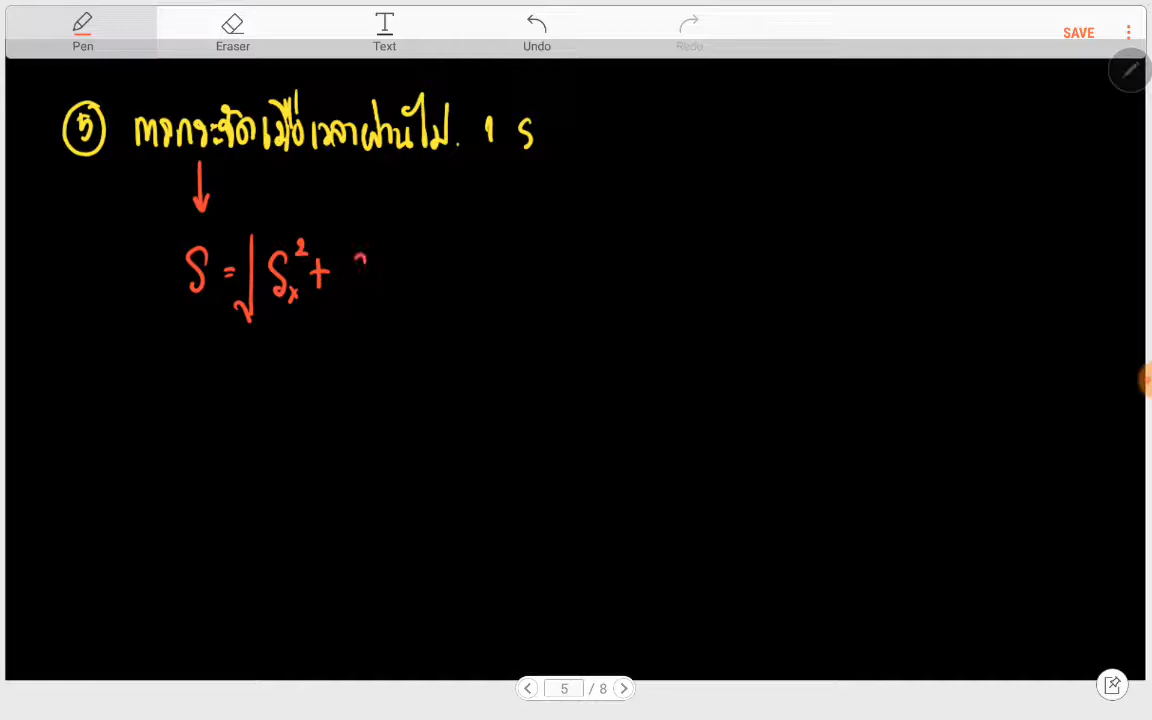 Pen
Eraser
Text
Undo
Redo
SAVE
⑤ การกระจัดเมื่อเวลาผ่านไป. 1 s
S = √ Sx² +
5 / 8